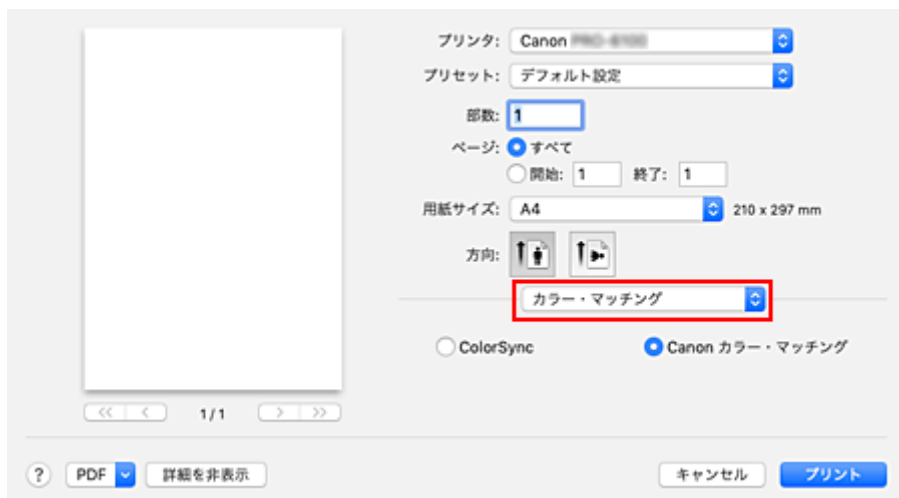 プリンタ: Canon
プリセット: デフォルト設定
部数: 1
ページ: すべて
開始: 1 終了: 1
用紙サイズ: A4 210 x 297 mm
方向:
カラー・マッチング
ColorSync Canon カラー・マッチング
1/1
? PDF 詳細を非表示 キャンセル プリント